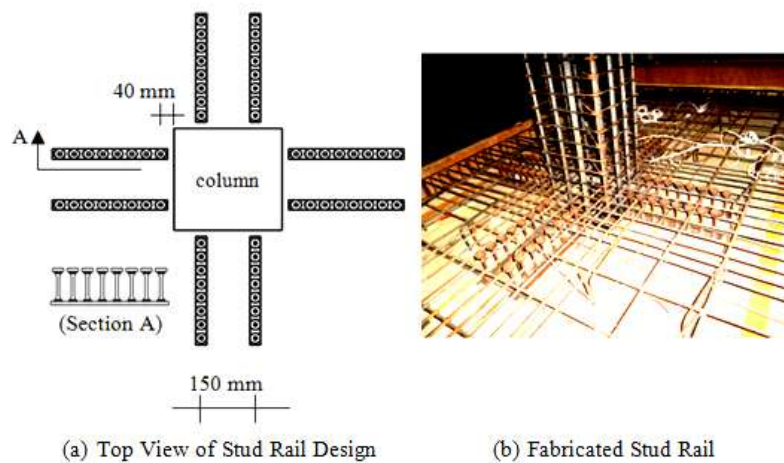 40 mm
A
column
(Section A)
150 mm
(a) Top View of Stud Rail Design
(b) Fabricated Stud Rail